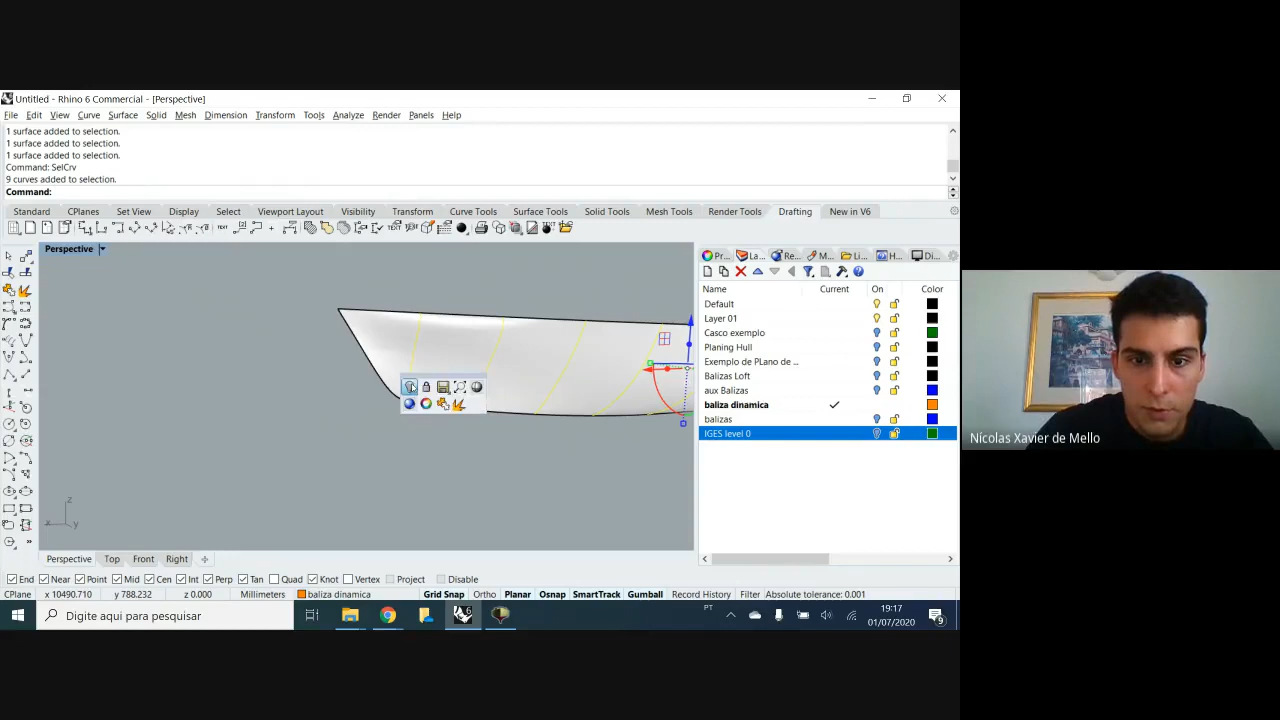 Untitled - Rhino 6 Commercial - [Perspective]
File Edit View Curve Surface Solid Mesh Dimension Transform Tools Analyze Render Panels Help
1 surface added to selection.
1 surface added to selection.
1 surface added to selection.
Command: SelCrv
9 curves added to selection.
Command:
Standard CPlanes Set View Display Select Viewport Layout Visibility Transform Curve Tools Surface Tools Solid Tools Mesh Tools Render Tools Drafting New in V6
Perspective
Pr... La... Re... M... Li... H... Di...
Name Current On Color
Default
Layer 01
Casco exemplo
Planing Hull
Exemplo de PLano de ...
Balizas Loft
aux Balizas
baliza dinamica
balizas
IGES level 0
z
x y
Perspective Top Front Right
End Near Point Mid Cen Int Perp Tan Quad Knot Vertex Project Disable
CPlane x 10490.710 y 788.232 z 0.000 Millimeters baliza dinamica Grid Snap Ortho Planar Osnap SmartTrack Gumball Record History Filter Absolute tolerance: 0.001
Digite aqui para pesquisar
PT
19:17
01/07/2020
9
Nícolas Xavier de Mello